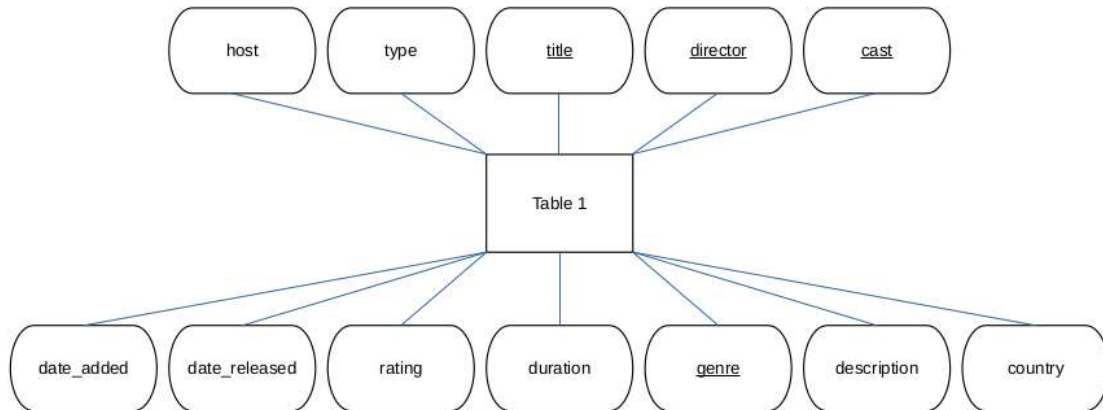 host
type
title
director
cast
Table 1
date_added
date_released
rating
duration
genre
description
country